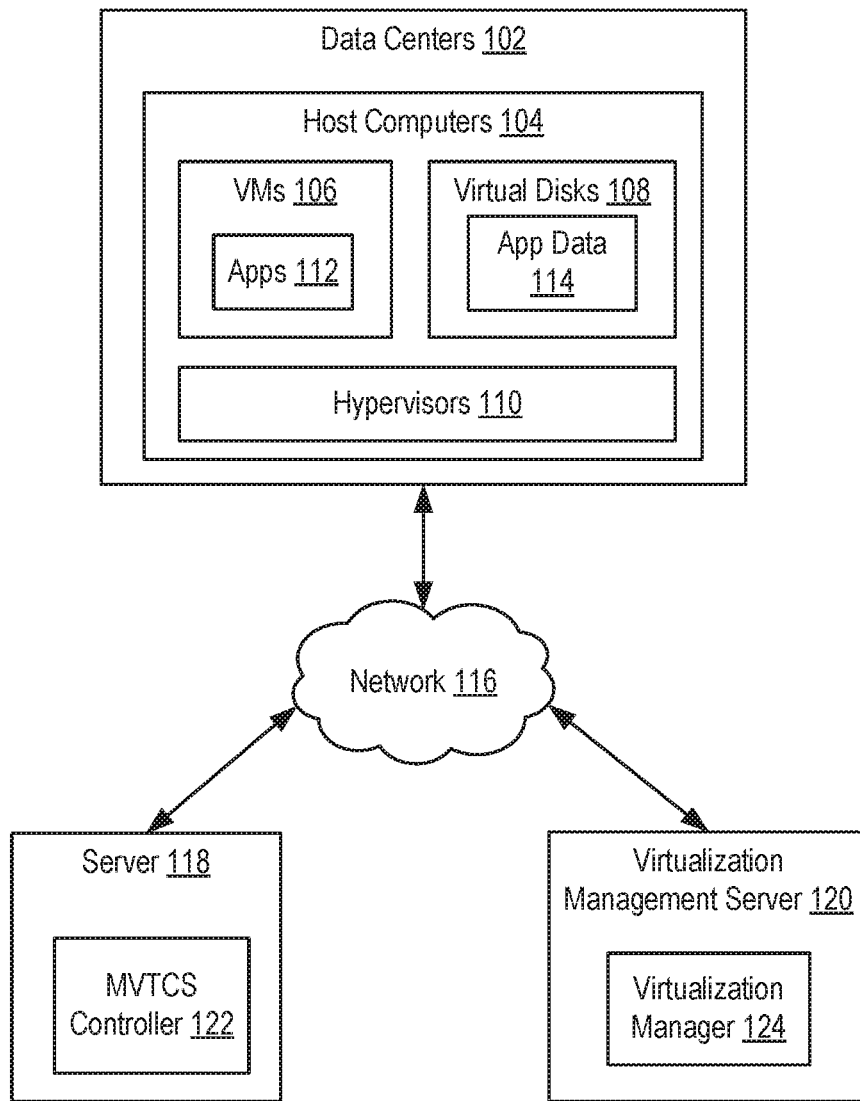 Data Centers 102
Host Computers 104
VMs 106
Apps 112
Virtual Disks 108
App Data
114
Hypervisors 110
Network 116
Server 118
MVTCS
Controller 122
Virtualization
Management Server 120
Virtualization
Manager 124